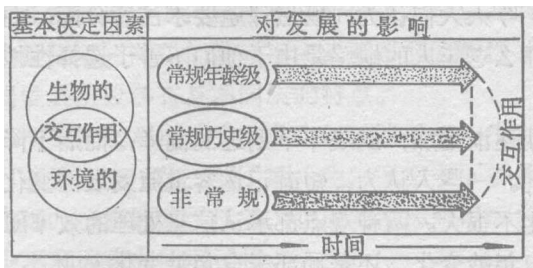 基本决定因素
对发展的影响
生物的
交互作用
环境的
常规年龄级
常规历史级
非常规
交互作用
时间